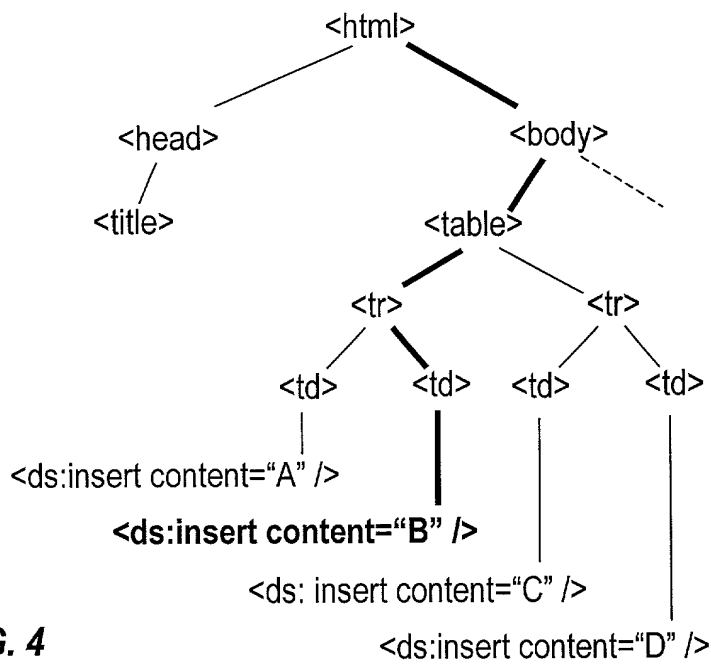 <html>
<head> <body>
<title> <table>
<tr> <tr>
<td> <td> <td> <td>
<ds:insert content=“A” />
<ds:insert content=“B” />
<ds: insert content=“C” />
. 4
<ds:insert content=“D” />